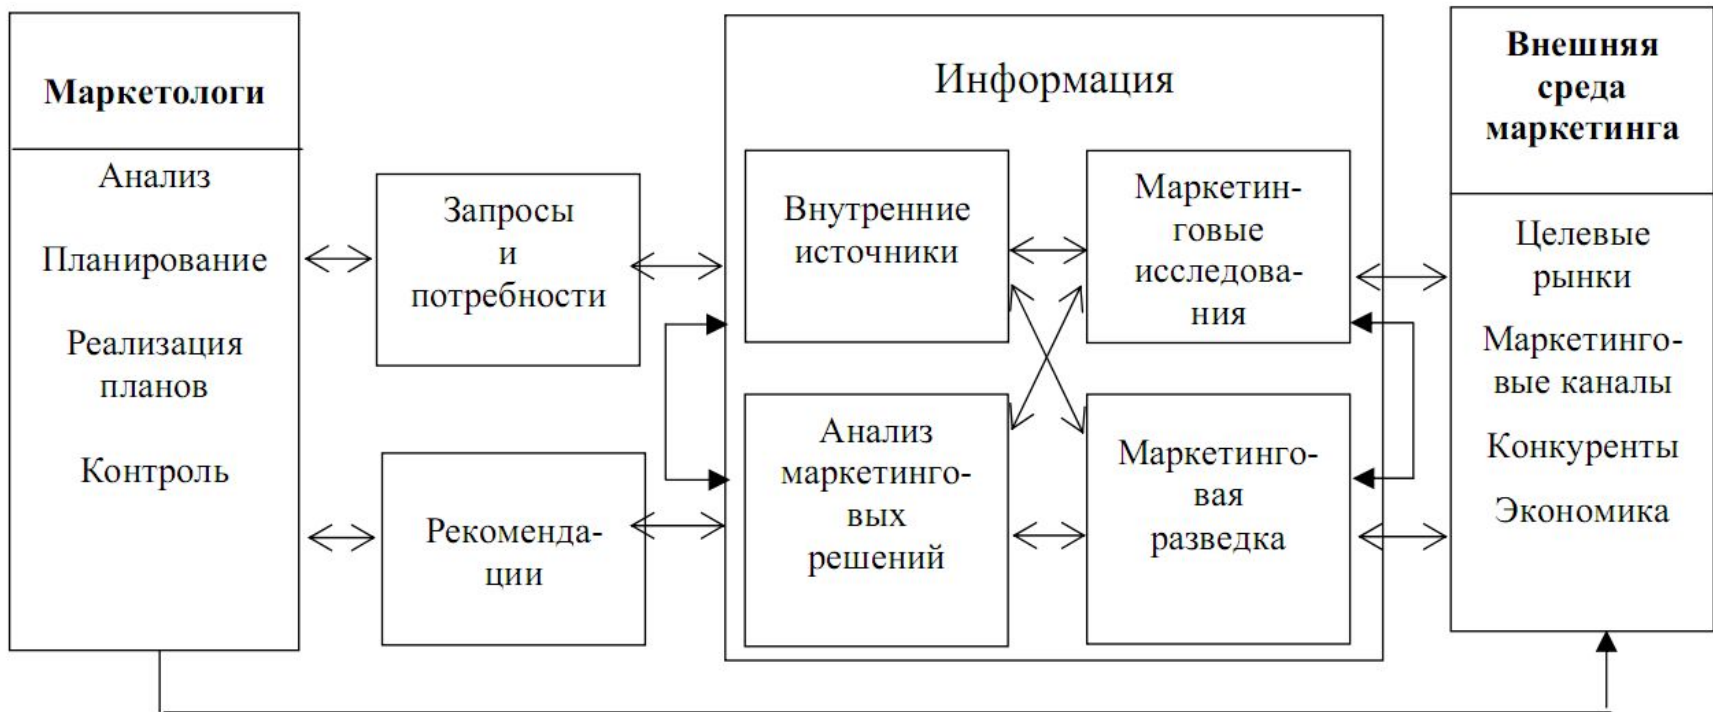 Маркетологи
Анализ
Планирование
Реализация
планов
Контроль
Запросы
и
потребности
Рекоменда-
ции
Информация
Внутренние
источники
Маркетин-
говые
исследова-
ния
Анализ
маркетинго-
вых
решений
Маркетинго-
вая
разведка
Внешняя
среда
маркетинга
Целевые
рынки
Маркетинго-
вые каналы
Конкуренты
Экономика